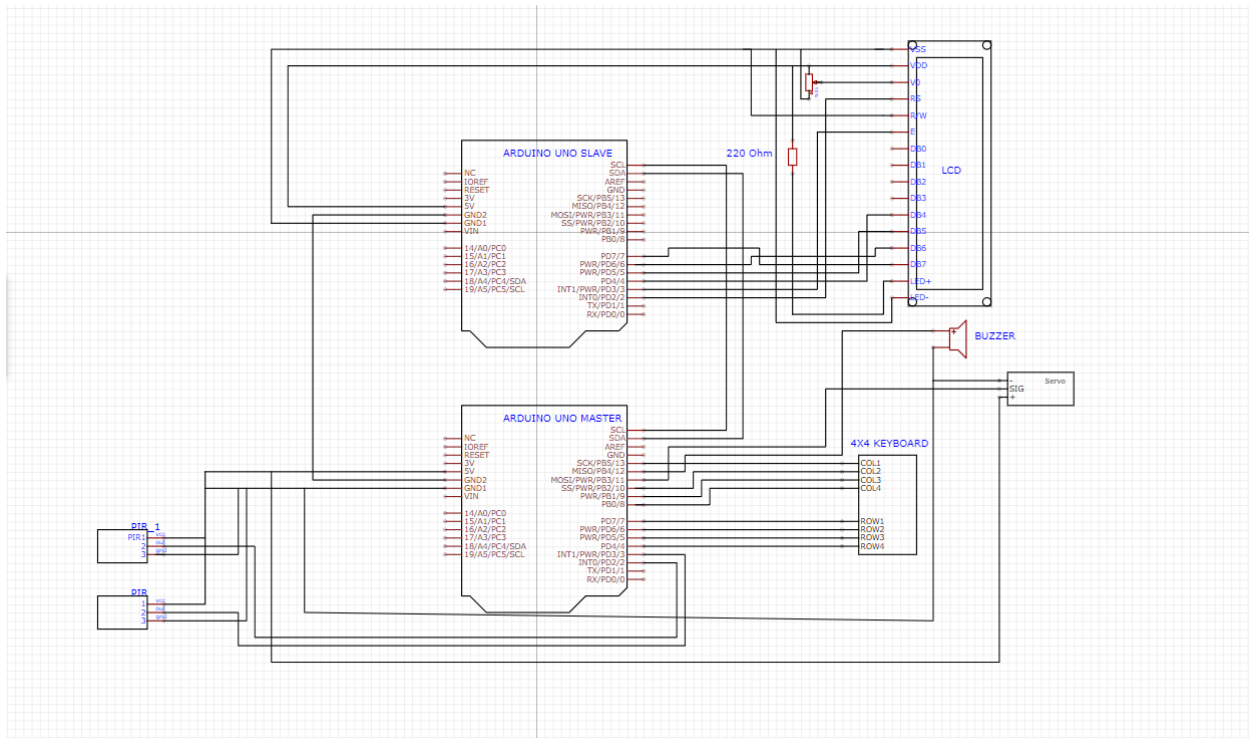 VSS
VDD
V0
RS
R/W
E
DB0
DB1
DB2
DB3
DB4
DB5
DB6
DB7
LED+
LED-
LCD
220 Ohm
ARDUINO UNO SLAVE
NC
IOREF
RESET
3V
5V
GND2
GND1
VIN
14/A0/PC0
15/A1/PC1
16/A2/PC2
17/A3/PC3
18/A4/PC4/SDA
19/A5/PC5/SCL
SCL
SDA
AREF
GND
SCK/PB5/13
MISO/PB4/12
MOSI/PWR/PB3/11
SS/PWR/PB2/10
PWR/PB1/9
PB0/8
PD7/7
PWR/PD6/6
PWR/PD5/5
PD4/4
INT1/PWR/PD3/3
INT0/PD2/2
TX/PD1/1
RX/PD0/0
BUZZER
Servo
-
SIG
+
ARDUINO UNO MASTER
NC
IOREF
RESET
3V
5V
GND2
GND1
VIN
14/A0/PC0
15/A1/PC1
16/A2/PC2
17/A3/PC3
18/A4/PC4/SDA
19/A5/PC5/SCL
SCL
SDA
AREF
GND
SCK/PB5/13
MISO/PB4/12
MOSI/PWR/PB3/11
SS/PWR/PB2/10
PWR/PB1/9
PB0/8
PD7/7
PWR/PD6/6
PWR/PD5/5
PD4/4
INT1/PWR/PD3/3
INT0/PD2/2
TX/PD1/1
RX/PD0/0
4X4 KEYBOARD
COL1
COL2
COL3
COL4
ROW1
ROW2
ROW3
ROW4
PIR_1
PIR1
2
3
PIR
1
2
3